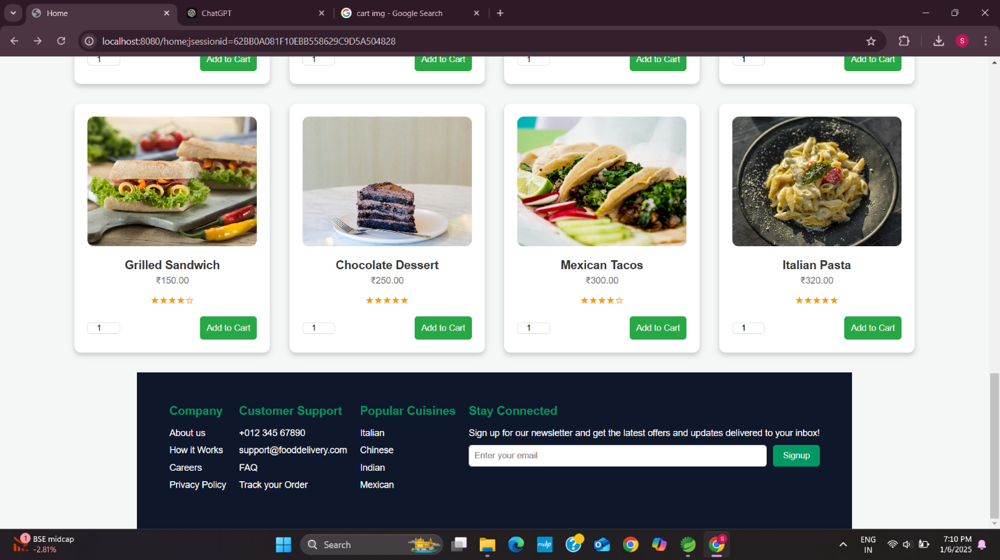 Home
ChatGPT
cart img - Google Search
localhost:8080/home;jsessionid=62BB0A081F10EBB558629C9D5A504828
S
1 Add to Cart 1 Add to Cart 1 Add to Cart 1 Add to Cart
Grilled Sandwich
₹150.00
★★★★☆
1 Add to Cart
Chocolate Dessert
₹250.00
★★★★★
1 Add to Cart
Mexican Tacos
₹300.00
★★★★☆
1 Add to Cart
Italian Pasta
₹320.00
★★★★★
1 Add to Cart
Company
About us
How it Works
Careers
Privacy Policy
Customer Support
+012 345 67890
support@fooddelivery.com
FAQ
Track your Order
Popular Cuisines
Italian
Chinese
Indian
Mexican
Stay Connected
Sign up for our newsletter and get the latest offers and updates delivered to your inbox!
Enter your email
Signup
1
BSE midcap
-2.81%
Search
myhp
S
ENG
IN
7:10 PM
1/6/2025